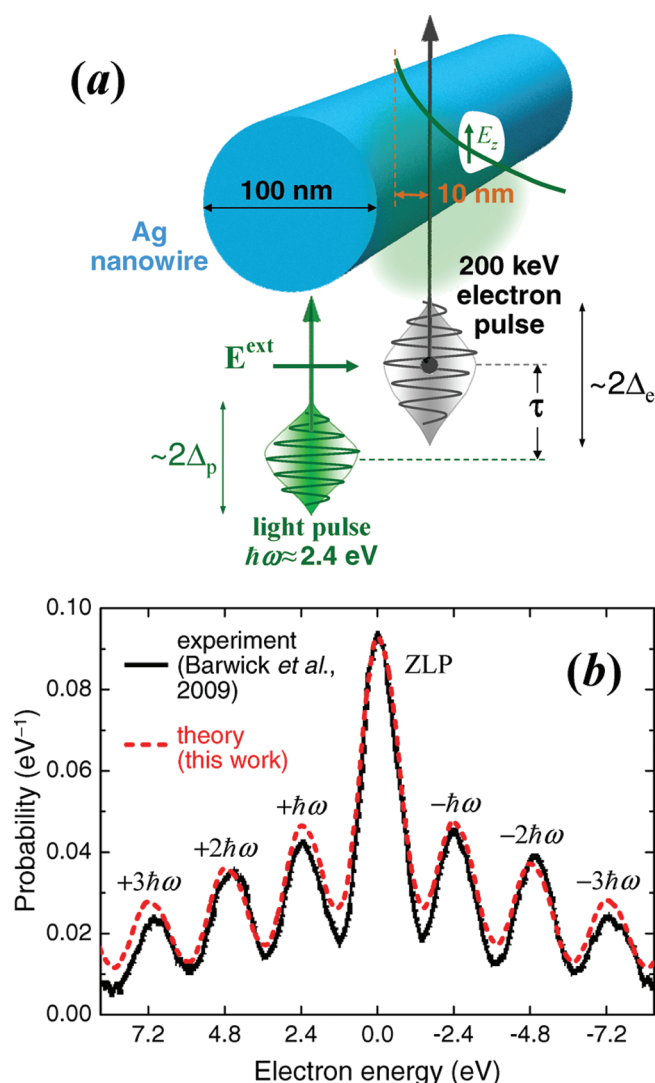 (a)
E_z
100 nm
10 nm
Ag
nanowire
200 keV
electron
pulse
E^ext
τ
~2Δ_e
~2Δ_p
light pulse
ħω≈2.4 eV
(b)
experiment
(Barwick et al.,
2009)
theory
(this work)
ZLP
+3ħω
+2ħω
+ħω
−ħω
−2ħω
−3ħω
Probability (eV⁻¹)
0.10
0.08
0.06
0.04
0.02
0.00
7.2 4.8 2.4 0.0 -2.4 -4.8 -7.2
Electron energy (eV)